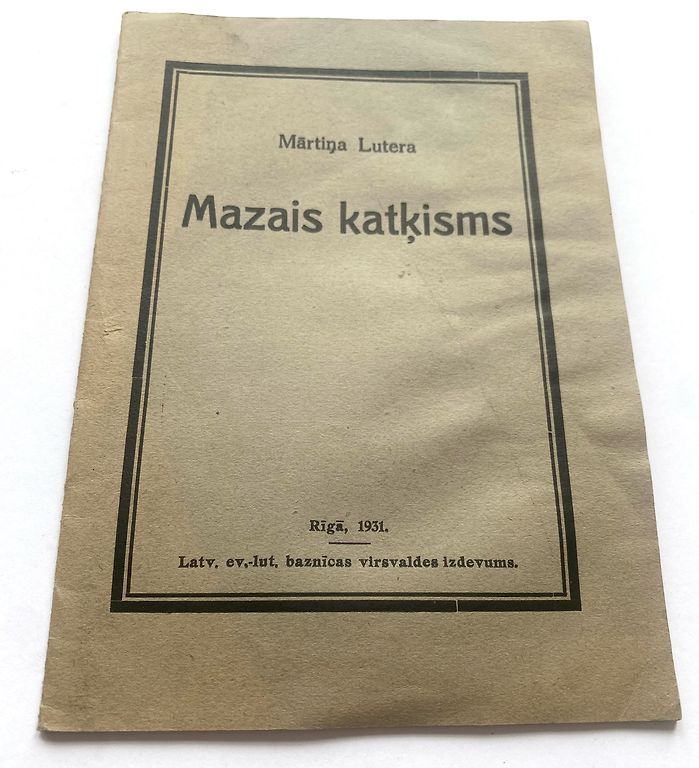 Mārtiņa Lutera
Mazais katķisms
Rīgā, 1931.
Latv. ev.-lut. baznīcas virsvaldes izdevums.